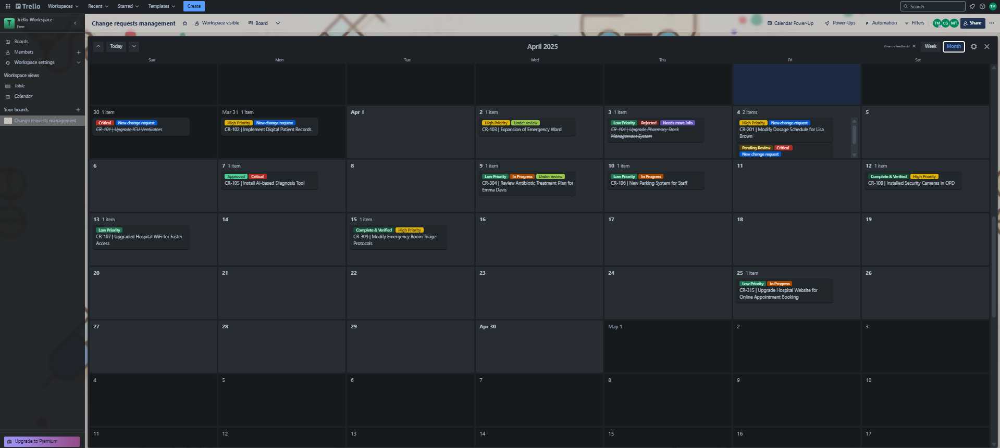 Trello
Workspaces
Recent
Starred
Templates
Create
Search
TM
T
Trello Workspace
Free
Change requests management
Workspace visible
Board
Calendar Power-Up
Power-Ups
Automation
Filters
TM
CG
MT
Share
Boards
Members
Workspace settings
Workspace views
Table
Calendar
Your boards
Change requests management
Upgrade to Premium
Today
April 2025
Give us feedback!
Week
Month
Sun
Mon
Tue
Wed
Thu
Fri
Sat
30 1 item
Critical New change request
CR-101 | Upgrade ICU Ventilators
Mar 31 1 item
High Priority New change request
CR-102 | Implement Digital Patient Records
Apr 1
2 1 item
High Priority Under review
CR-103 | Expansion of Emergency Ward
3 1 item
Low Priority Rejected Needs more info
CR-104 | Upgrade Pharmacy Stock
Management System
4 2 items
High Priority New change request
CR-201 | Modify Dosage Schedule for Lisa
Brown
Pending Review Critical
New change request
5
6
7 1 item
Approved Critical
CR-105 | Install AI-based Diagnosis Tool
8
9 1 item
Low Priority In Progress Under review
CR-304 | Review Antibiotic Treatment Plan for
Emma Davis
10 1 item
Low Priority In Progress
CR-106 | New Parking System for Staff
11
12 1 item
Complete & Verified High Priority
CR-108 | Installed Security Cameras in OPD
13 1 item
Low Priority
CR-107 | Upgraded Hospital WiFi for Faster
Access
14
15 1 item
Complete & Verified High Priority
CR-309 | Modify Emergency Room Triage
Protocols
16
17
18
19
20
21
22
23
24
25 1 item
Low Priority In Progress
CR-315 | Upgrade Hospital Website for
Online Appointment Booking
26
27
28
29
Apr 30
May 1
2
3
4
5
6
7
8
9
10
11
12
13
14
15
16
17